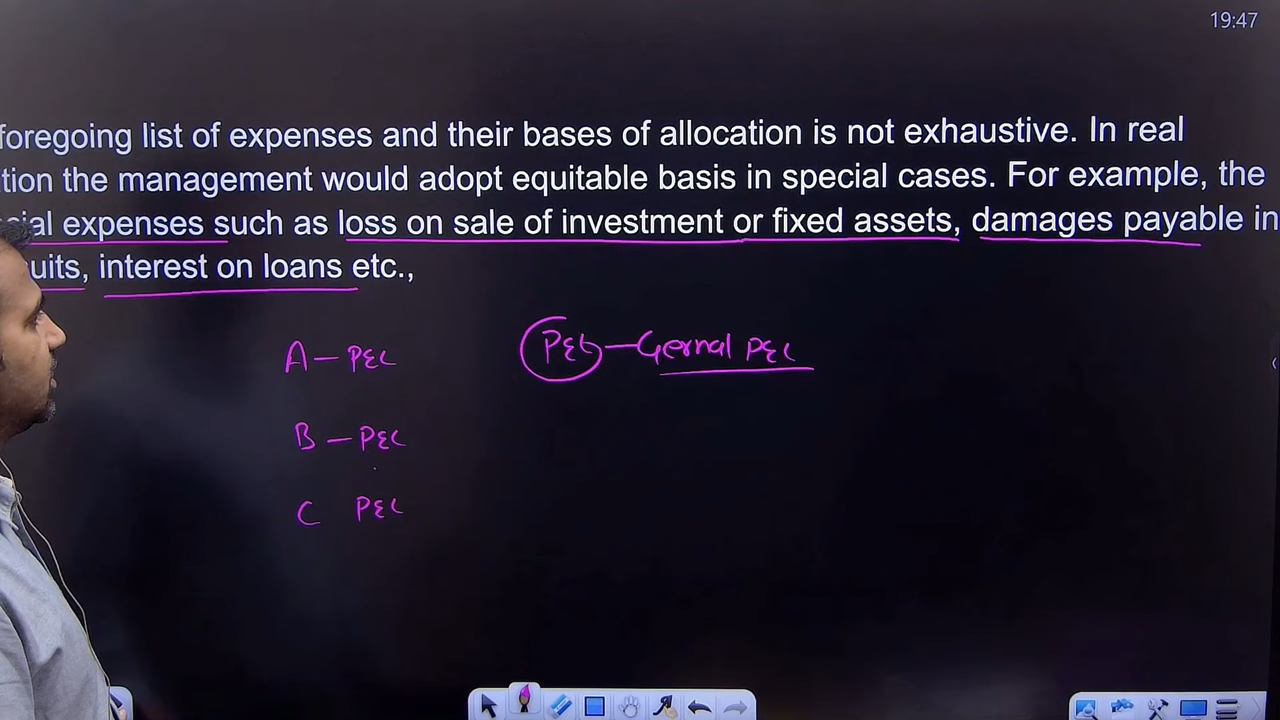 19:47
foregoing list of expenses and their bases of allocation is not exhaustive. In real
tion the management would adopt equitable basis in special cases. For example, the
cial expenses such as loss on sale of investment or fixed assets, damages payable in
uits, interest on loans etc.,
A — P&L P&L — Gernal P&L
B — P&L
C P&L